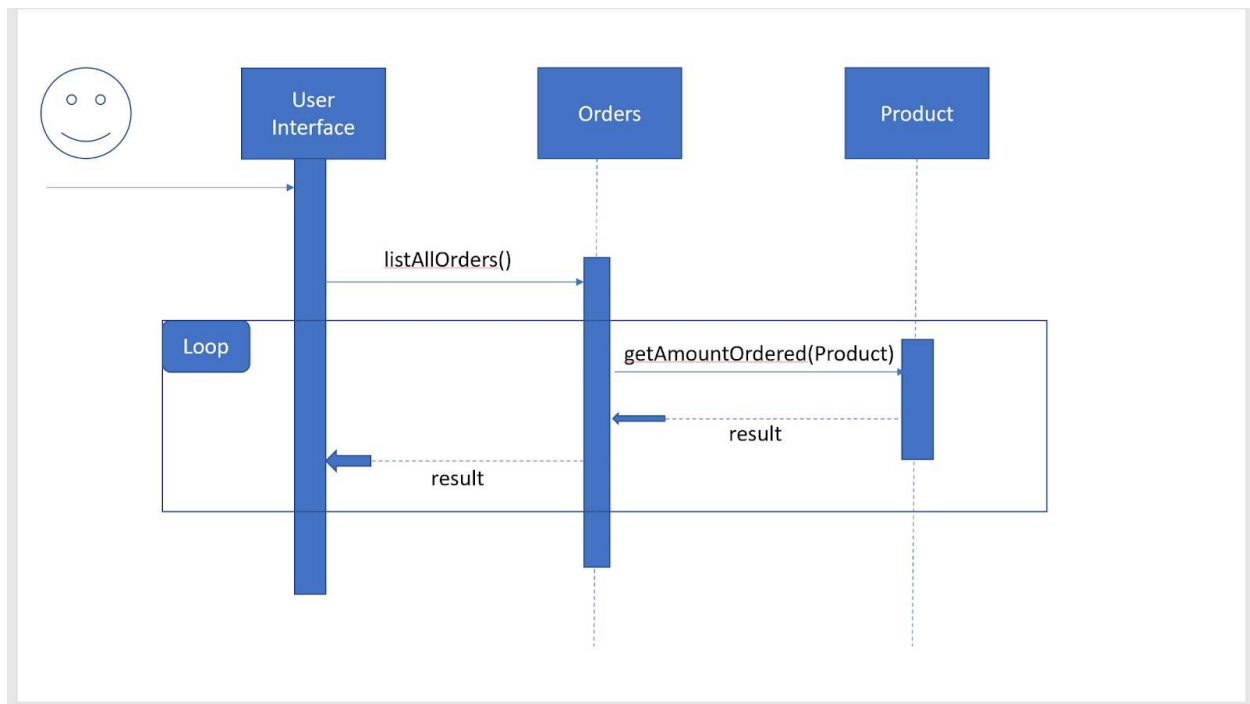 User
Interface
Orders
Product
listAllOrders()
Loop
getAmountOrdered(Product)
result
result